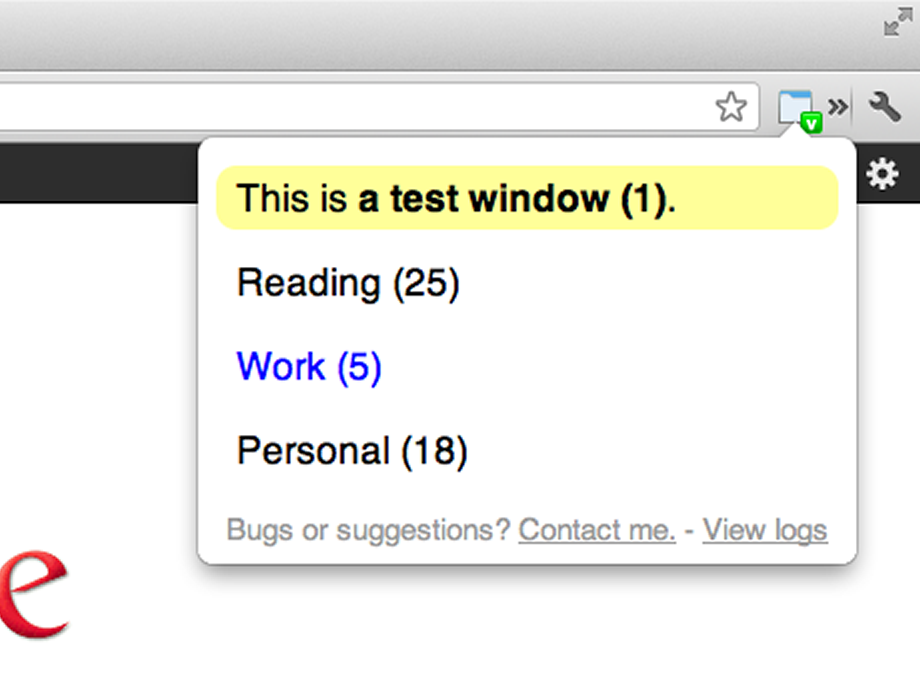 This is a test window (1).
Reading (25)
Work (5)
Personal (18)
Bugs or suggestions? Contact me. - View logs
v
e